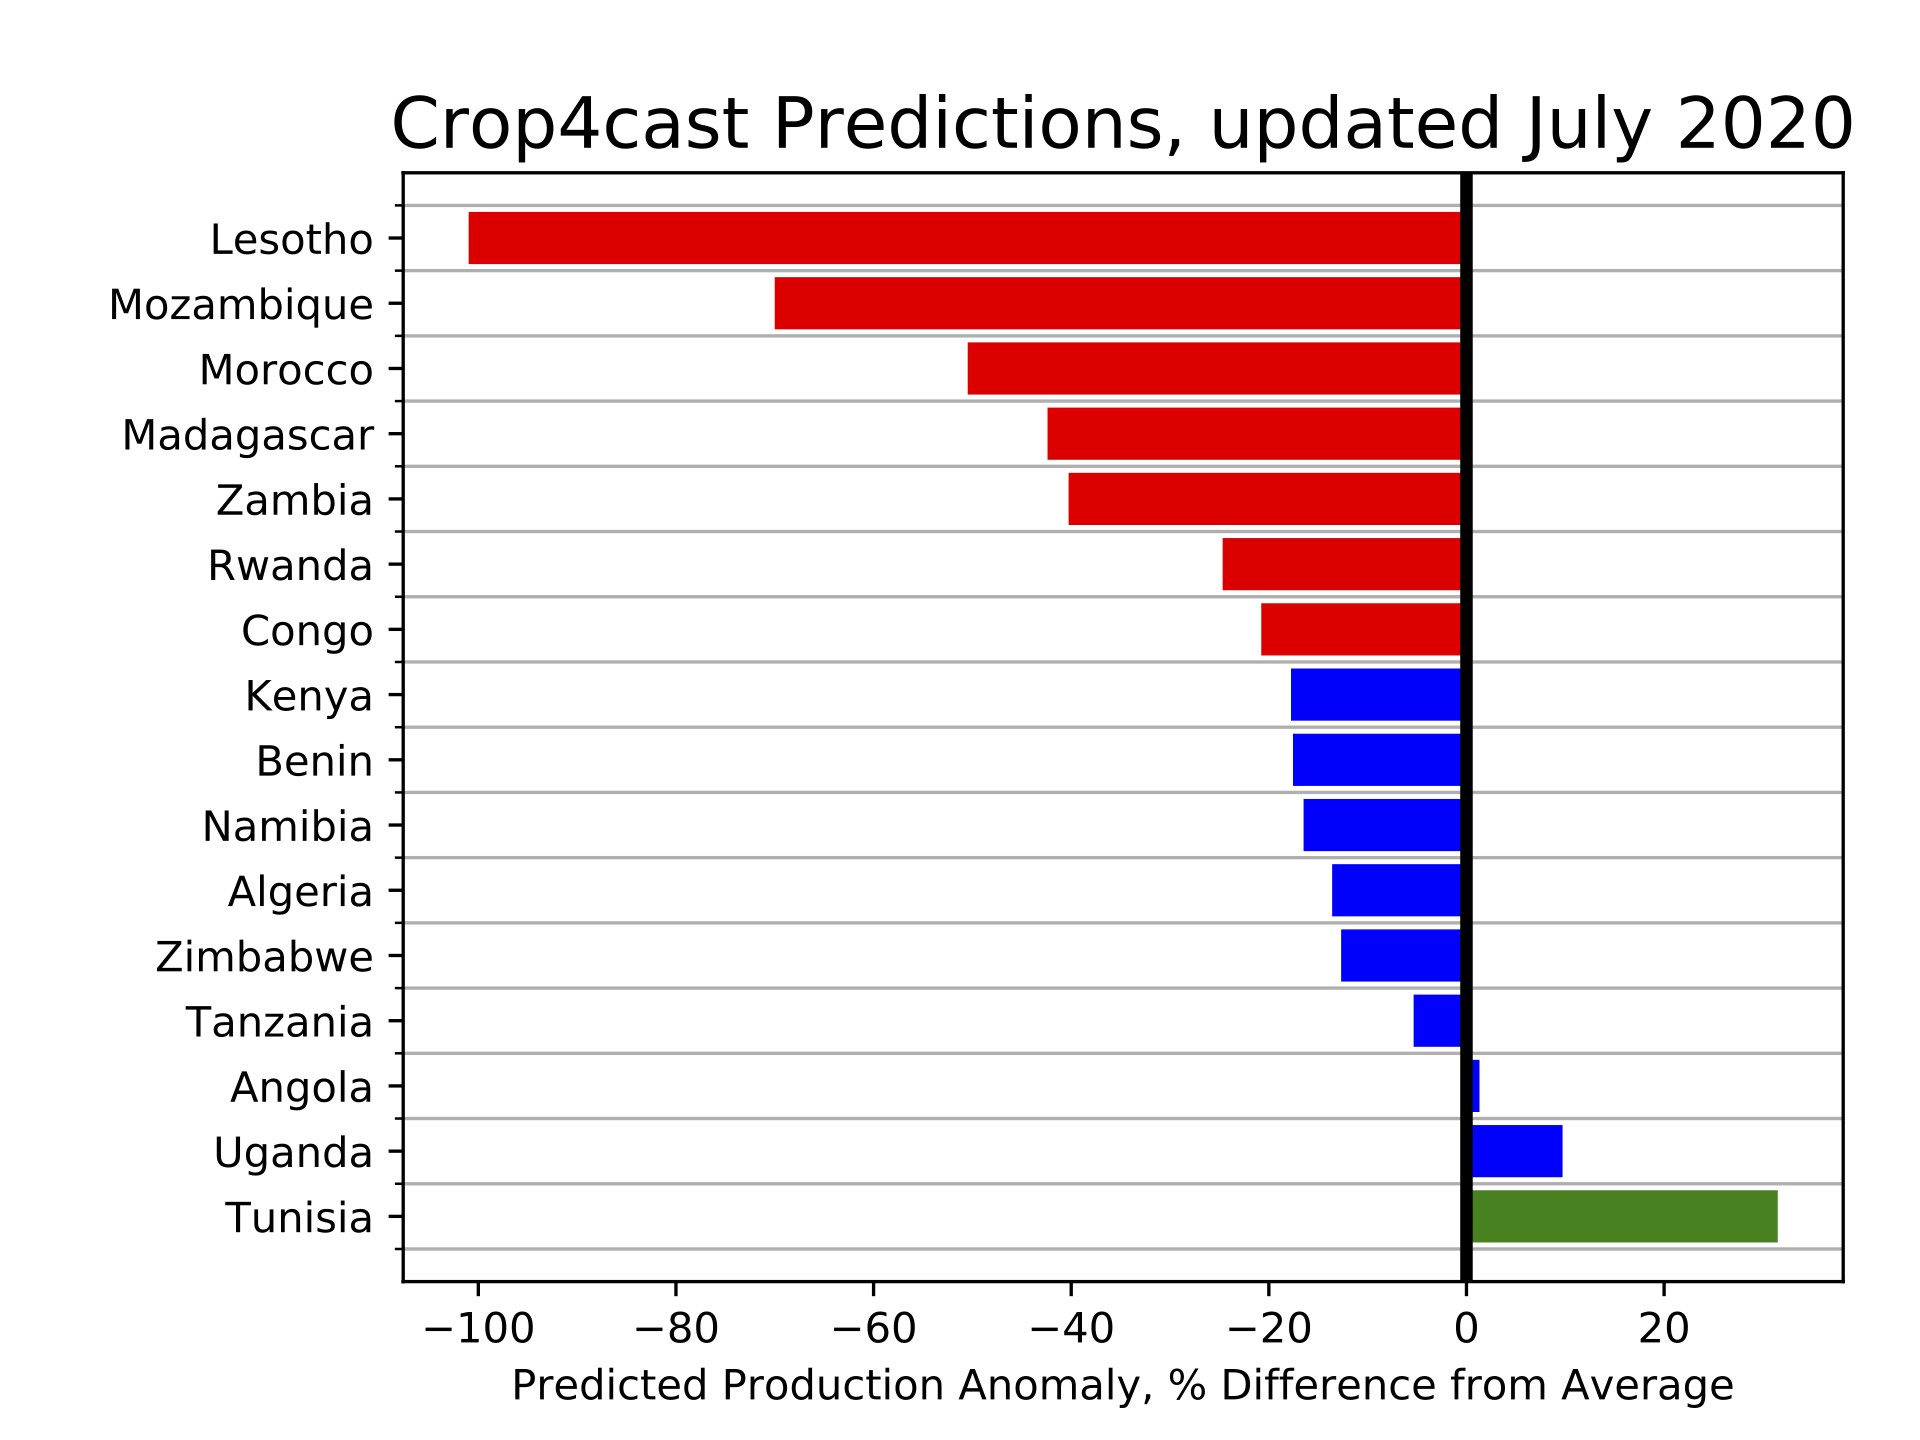 Crop4cast Predictions, updated July 2020
Lesotho
Mozambique
Morocco
Madagascar
Zambia
Rwanda
Congo
Kenya
Benin
Namibia
Algeria
Zimbabwe
Tanzania
Angola
Uganda
Tunisia
−100 −80 −60 −40 −20 0 20
Predicted Production Anomaly, % Difference from Average